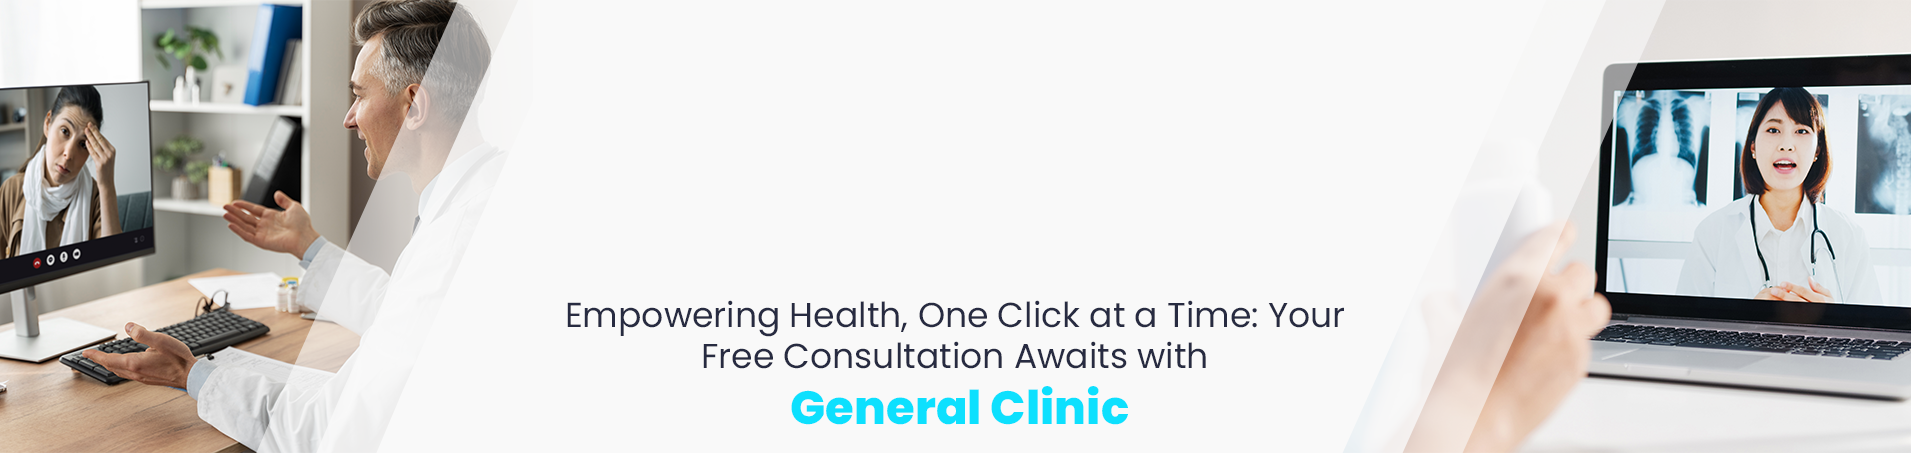 Empowering Health, One Click at a Time: Your
Free Consultation Awaits with
General Clinic